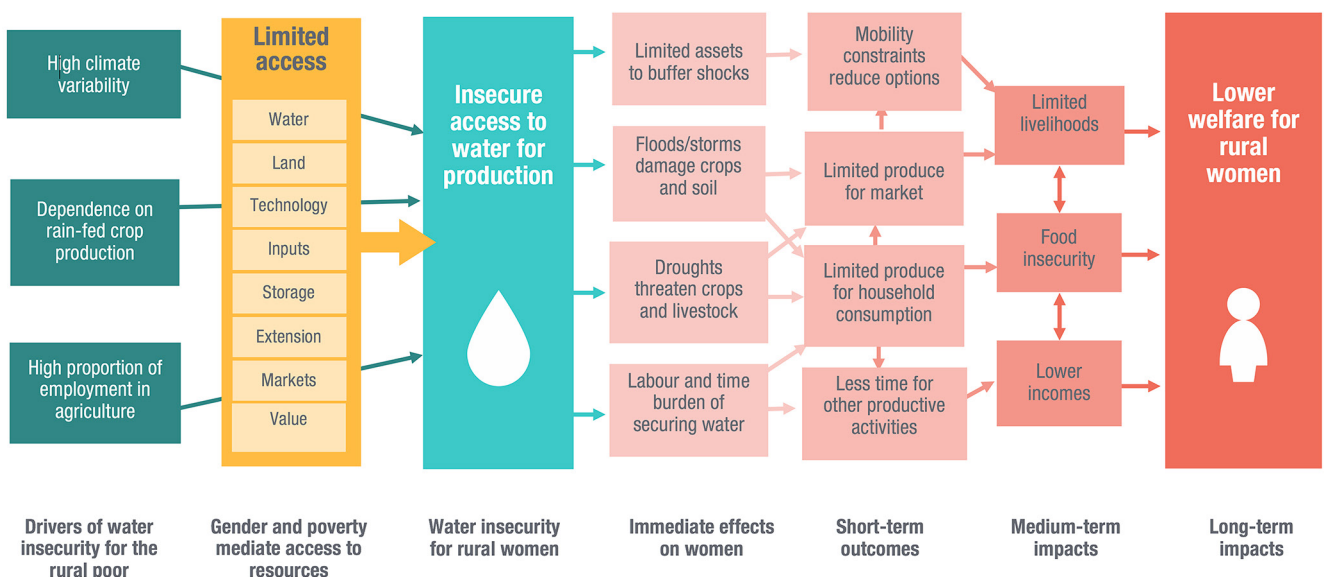 High climate
variability
Dependence on
rain-fed crop
production
High proportion of
employment in
agriculture
Limited
access
Water
Land
Technology
Inputs
Storage
Extension
Markets
Value
Insecure
access to
water for
production
Limited assets
to buffer shocks
Floods/storms
damage crops
and soil
Droughts
threaten crops
and livestock
Labour and time
burden of
securing water
Mobility
constraints
reduce options
Limited produce
for market
Limited produce
for household
consumption
Less time for
other productive
activities
Limited
livelihoods
Food
insecurity
Lower
incomes
Lower
welfare for
rural
women
Drivers of water
insecurity for the
rural poor
Gender and poverty
mediate access to
resources
Water insecurity
for rural women
Immediate effects
on women
Short-term
outcomes
Medium-term
impacts
Long-term
impacts